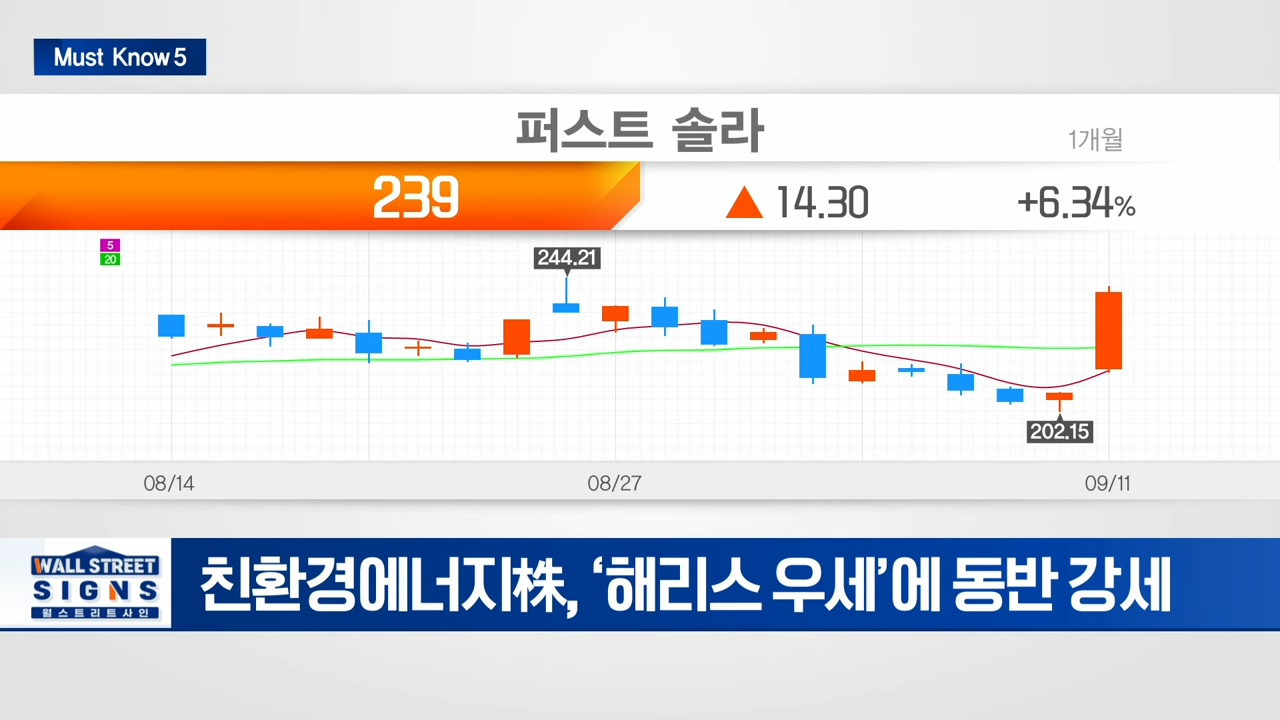 Must Know 5
퍼스트 솔라
1개월
239
▲ 14.30
+6.34%
5
20
244.21
202.15
08/14
08/27
09/11
WALL STREET
SIGNS
월스트리트사인
친환경에너지株, ‘해리스 우세’에 동반 강세